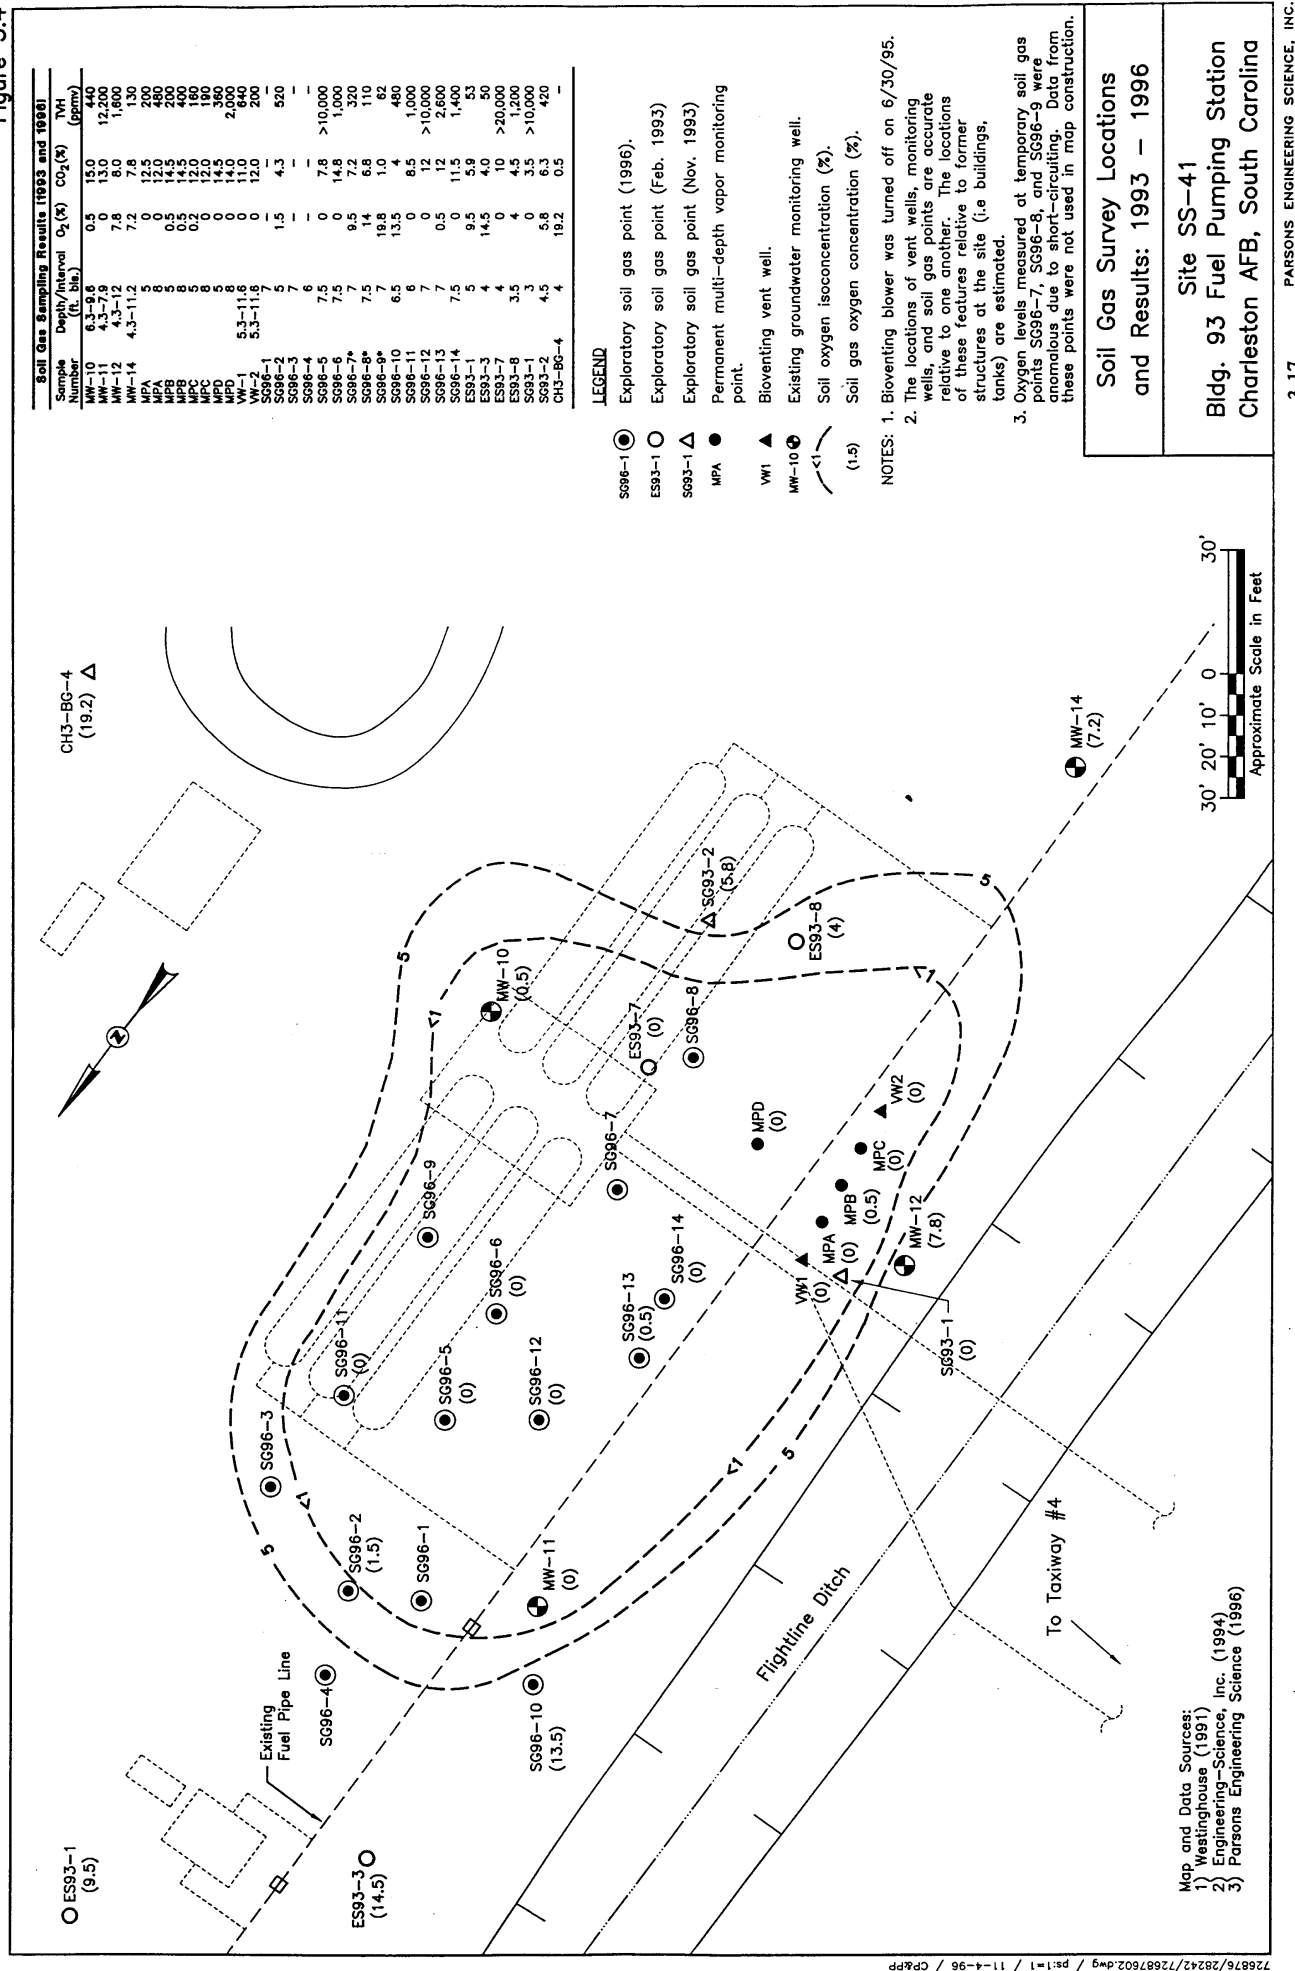 Soil Gas Sampling Results (1993 and 1996)
Sample Depth/Interval O2(%) CO2(%) TVH
Number (ft. bls.) (ppmv)
MW-10 6.3-9.6 0.5 15.0 440
MW-11 4.3-7.9 0 13.0 12,200
MW-12 4.3-12 7.8 8.0 1,600
MW-14 4.3-11.2 7.2 7.8 130
MPA 5 0 12.5 200
MPA 8 0 12.5 480
MPB 5 0.5 14.5 200
MPB 8 0.5 14.5 400
MPC 5 0.2 12.0 160
MPC 8 0 12.0 190
MPD 5 0 14.5 360
MPD 8 0 14.0 2,000
VW-1 5.3-11.6 0 11.0 640
VW-2 5.3-11.6 0 12.0 200
SG96-1 7 – – –
SG96-2 5 1.5 4.3 520
SG96-3 7 – – –
SG96-4 6 – – –
SG96-5 7.5 0 7.8 >10,000
SG96-6 7.5 0 14.8 1,000
SG96-7* 7 9.5 7.2 320
SG96-8* 7.5 14 6.8 110
SG96-9* 7 19.8 1.0 62
SG96-10 6.5 13.5 4 480
SG96-11 7 0 8.5 1,000
SG96-12 7 0 12 >10,000
SG96-13 7 0.5 12 2,600
SG96-14 7.5 0 11.5 1,400
ES93-1 5 9.5 5.9 53
ES93-3 4 14.5 4.0 50
ES93-7 4 0 10 >20,000
ES93-8 3.5 4 4.5 1,200
SG93-1 3 0 3.5 >10,000
SG93-2 4.5 5.8 6.3 420
CH3-BG-4 4 19.2 0.5 –
LEGEND
SG96-1 Exploratory soil gas point (1996).
ES93-1 Exploratory soil gas point (Feb. 1993)
SG93-1 Exploratory soil gas point (Nov. 1993)
MPA Permanent multi-depth vapor monitoring
point.
VW1 Bioventing vent well.
MW-10 Existing groundwater monitoring well.
<1 Soil oxygen isoconcentration (%).
(1.5) Soil gas oxygen concentration (%).
NOTES: 1. Bioventing blower was turned off on 6/30/95.
2. The locations of vent wells, monitoring
wells, and soil gas points are accurate
relative to one another. The locations
of these features relative to former
structures at the site (i.e buildings,
tanks) are estimated.
3. Oxygen levels measured at temporary soil gas
points SG96-7, SG96-8, and SG96-9 were
anomalous due to short-circuiting. Data from
these points were not used in map construction.
Soil Gas Survey Locations
and Results: 1993 – 1996
Site SS-41
Bldg. 93 Fuel Pumping Station
Charleston AFB, South Carolina
PARSONS ENGINEERING SCIENCE, INC.
ES93-1
(9.5)
ES93-3
(14.5)
Existing
Fuel Pipe Line
SG96-4
SG96-10
(13.5)
SG96-2
(1.5)
SG96-1
MW-11
(0)
SG96-3
SG96-11
(0)
SG96-5
(0)
SG96-12
(0)
SG96-6
(0)
SG96-13
(0.5)
SG96-14
(0)
SG96-9
SG96-7
ES93-7
(0)
SG96-8
MW-10
(0.5)
SG93-2
(5.8)
ES93-8
(4)
MPD
(0)
VW2
(0)
MPC
(0)
MPB
(0.5)
MPA
(0)
VW1
(0)
MW-12
(7.8)
SG93-1
(0)
MW-14
(7.2)
CH3-BG-4
(19.2)
N
5
<1
5
<1
<1
5
<1
5
Flightline Ditch
To Taxiway #4
30' 20' 10' 0 30'
Approximate Scale in Feet
Map and Data Sources:
1) Westinghouse (1991)
2) Engineering-Science, Inc. (1994)
3) Parsons Engineering Science (1996)
726876/28242/72687602.dwg / ps:1=1 / 11-4-96 / CP&PP